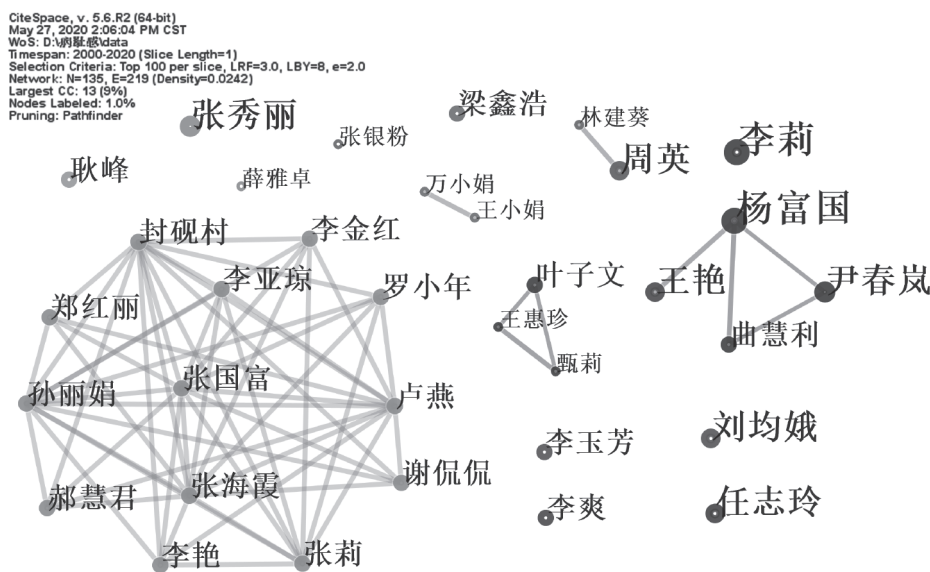 CiteSpace, v. 5.6.R2 (64-bit)
May 27, 2020 2:06:04 PM CST
WoS: D:\病耻感\data
Timespan: 2000-2020 (Slice Length=1)
Selection Criteria: Top 100 per slice, LRF=3.0, LBY=8, e=2.0
Network: N=135, E=219 (Density=0.0242)
Largest CC: 13 (9%)
Nodes Labeled: 1.0%
Pruning: Pathfinder
张秀丽
梁鑫浩
林建葵
张银粉
李莉
周英
耿峰
薛雅卓
万小娟
王小娟
杨富国
封砚村
李金红
李亚琼
罗小年
叶子文
王艳
尹春岚
郑红丽
王惠珍
曲慧利
甄莉
张国富
孙丽娟
卢燕
刘均娥
李玉芳
谢侃侃
张海霞
郝慧君
李爽
任志玲
李艳
张莉